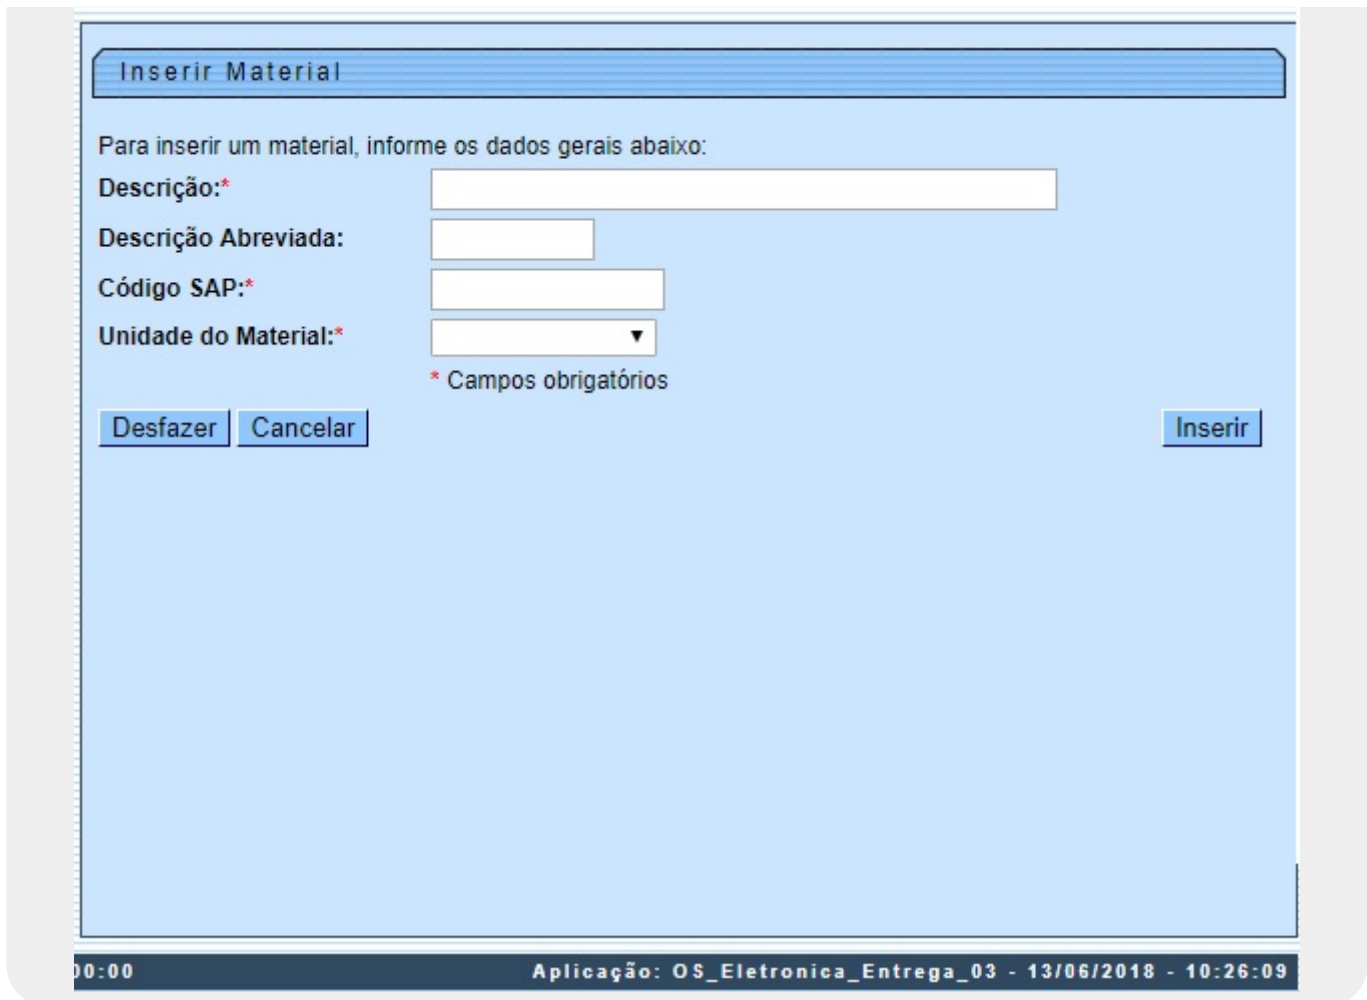 Inserir Material
Para inserir um material, informe os dados gerais abaixo:
Descrição:*
Descrição Abreviada:
Código SAP:*
Unidade do Material:*
* Campos obrigatórios
Desfazer Cancelar Inserir
00:00 Aplicação: OS_Eletronica_Entrega_03 - 13/06/2018 - 10:26:09